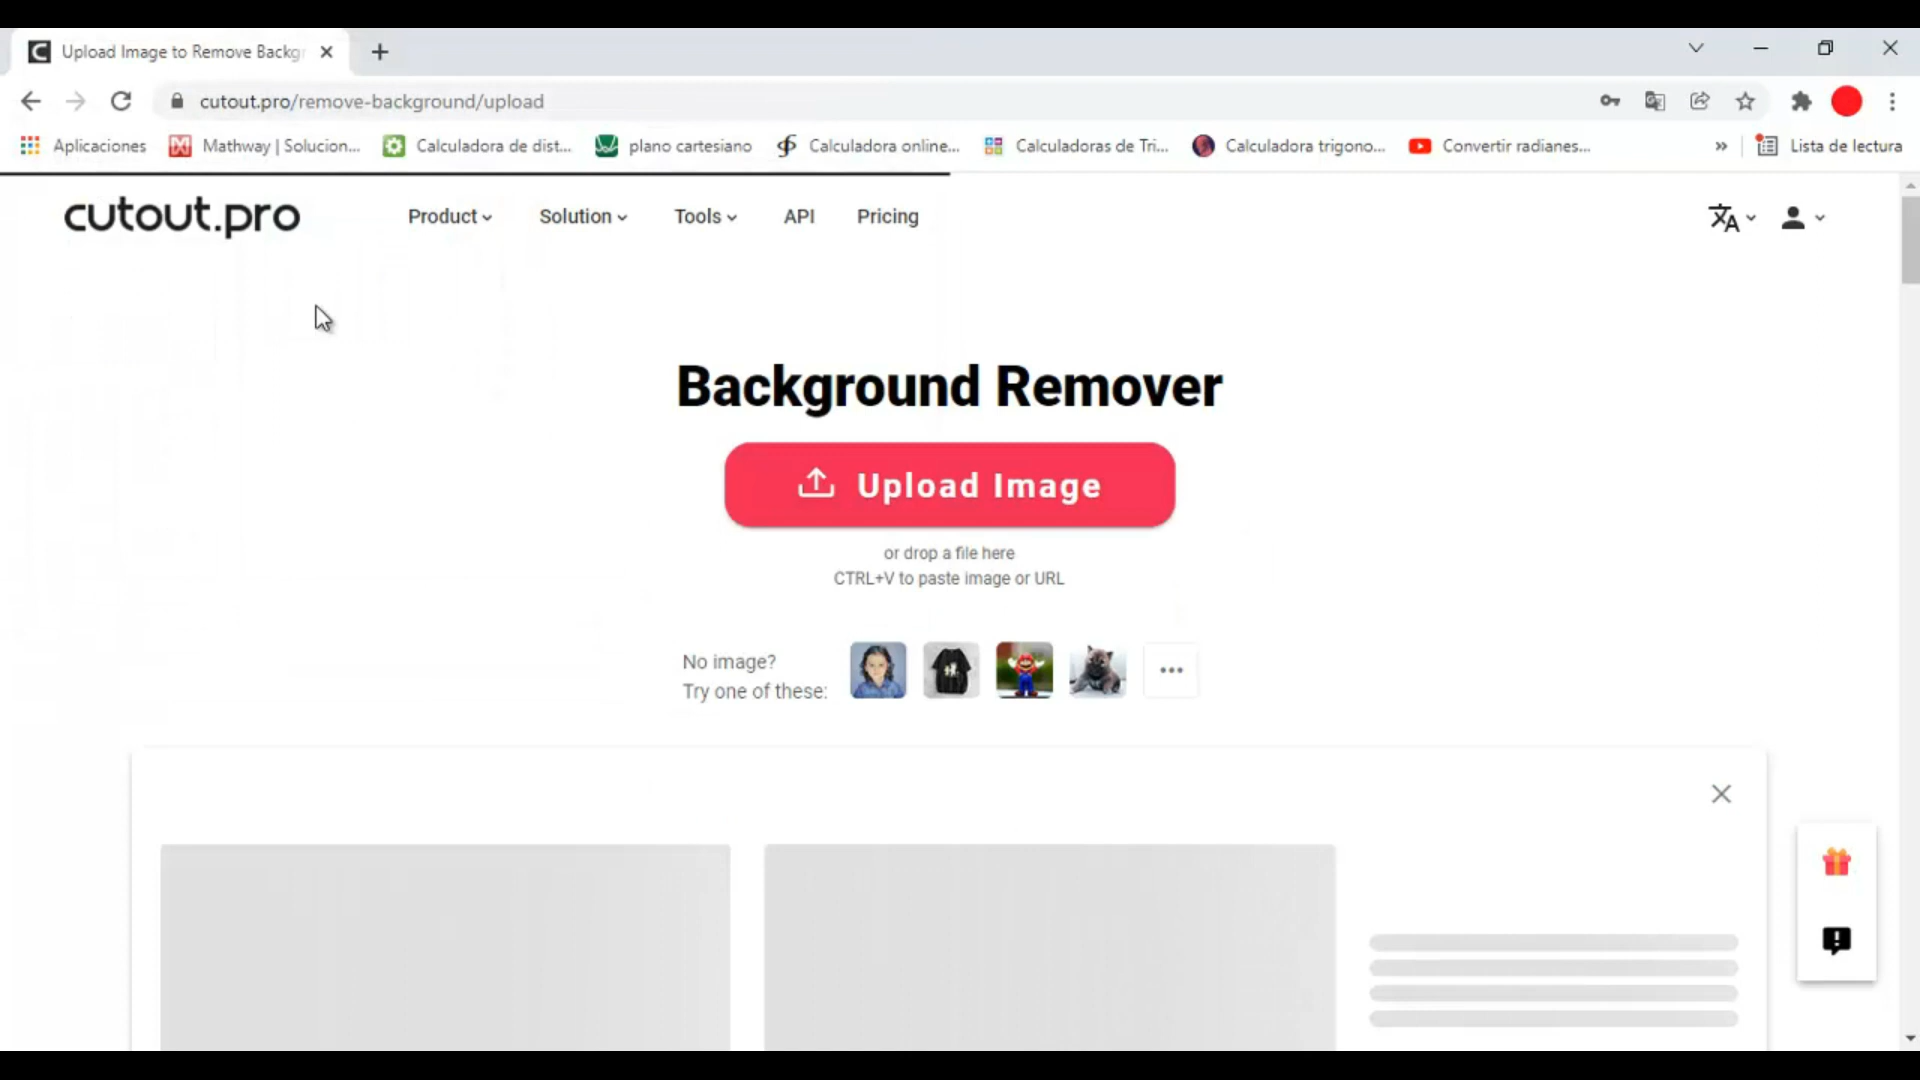 Upload Image to Remove Backgr
cutout.pro/remove-background/upload
Aplicaciones
Mathway | Solucion...
Calculadora de dist...
plano cartesiano
Calculadora online...
Calculadoras de Tri...
Calculadora trigono...
Convertir radianes...
»
Lista de lectura
cutout.pro
Product
Solution
Tools
API
Pricing
Background Remover
Upload Image
or drop a file here
CTRL+V to paste image or URL
No image?
Try one of these: